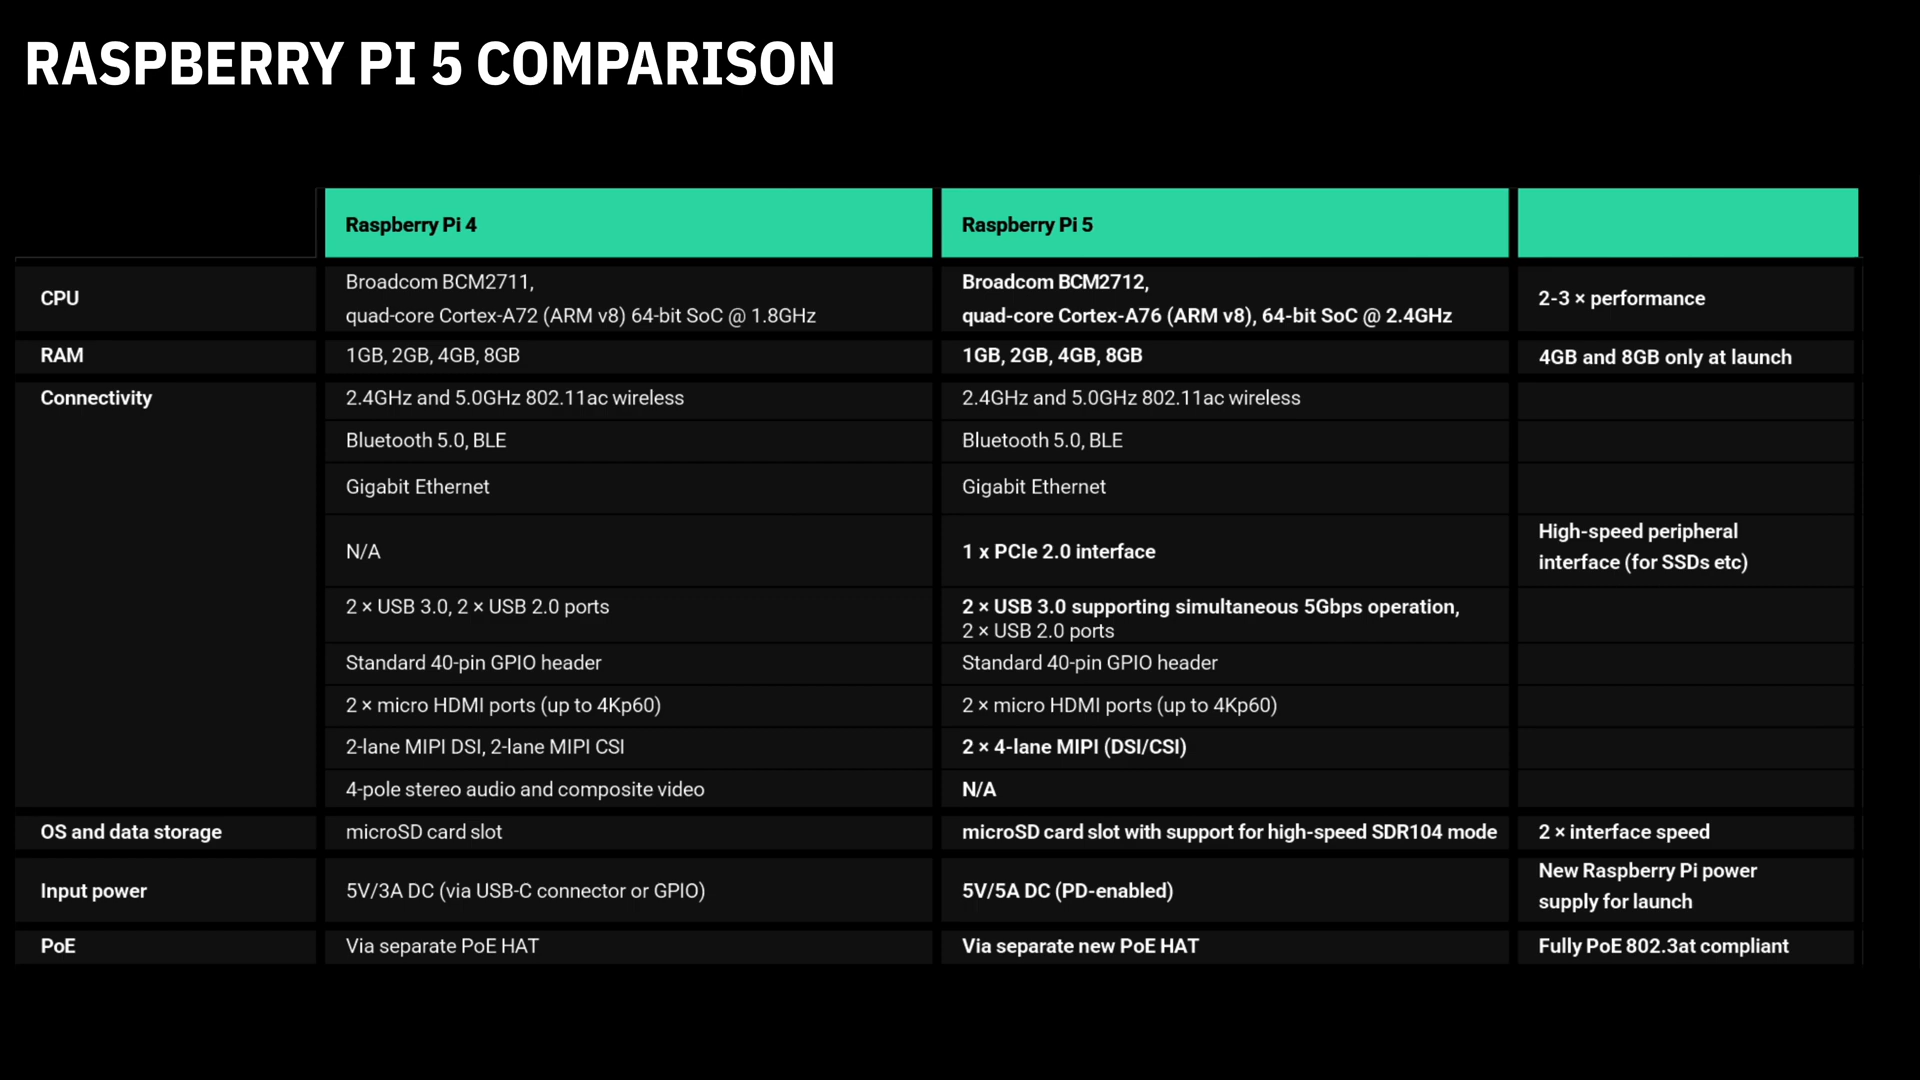 RASPBERRY PI 5 COMPARISON
Raspberry Pi 4
Raspberry Pi 5
CPU
Broadcom BCM2711,
quad-core Cortex-A72 (ARM v8) 64-bit SoC @ 1.8GHz
Broadcom BCM2712,
quad-core Cortex-A76 (ARM v8), 64-bit SoC @ 2.4GHz
2-3 × performance
RAM
1GB, 2GB, 4GB, 8GB
1GB, 2GB, 4GB, 8GB
4GB and 8GB only at launch
Connectivity
2.4GHz and 5.0GHz 802.11ac wireless
2.4GHz and 5.0GHz 802.11ac wireless
Bluetooth 5.0, BLE
Bluetooth 5.0, BLE
Gigabit Ethernet
Gigabit Ethernet
N/A
1 x PCIe 2.0 interface
High-speed peripheral
interface (for SSDs etc)
2 × USB 3.0, 2 × USB 2.0 ports
2 × USB 3.0 supporting simultaneous 5Gbps operation,
2 × USB 2.0 ports
Standard 40-pin GPIO header
Standard 40-pin GPIO header
2 × micro HDMI ports (up to 4Kp60)
2 × micro HDMI ports (up to 4Kp60)
2-lane MIPI DSI, 2-lane MIPI CSI
2 × 4-lane MIPI (DSI/CSI)
4-pole stereo audio and composite video
N/A
OS and data storage
microSD card slot
microSD card slot with support for high-speed SDR104 mode
2 × interface speed
Input power
5V/3A DC (via USB-C connector or GPIO)
5V/5A DC (PD-enabled)
New Raspberry Pi power
supply for launch
PoE
Via separate PoE HAT
Via separate new PoE HAT
Fully PoE 802.3at compliant